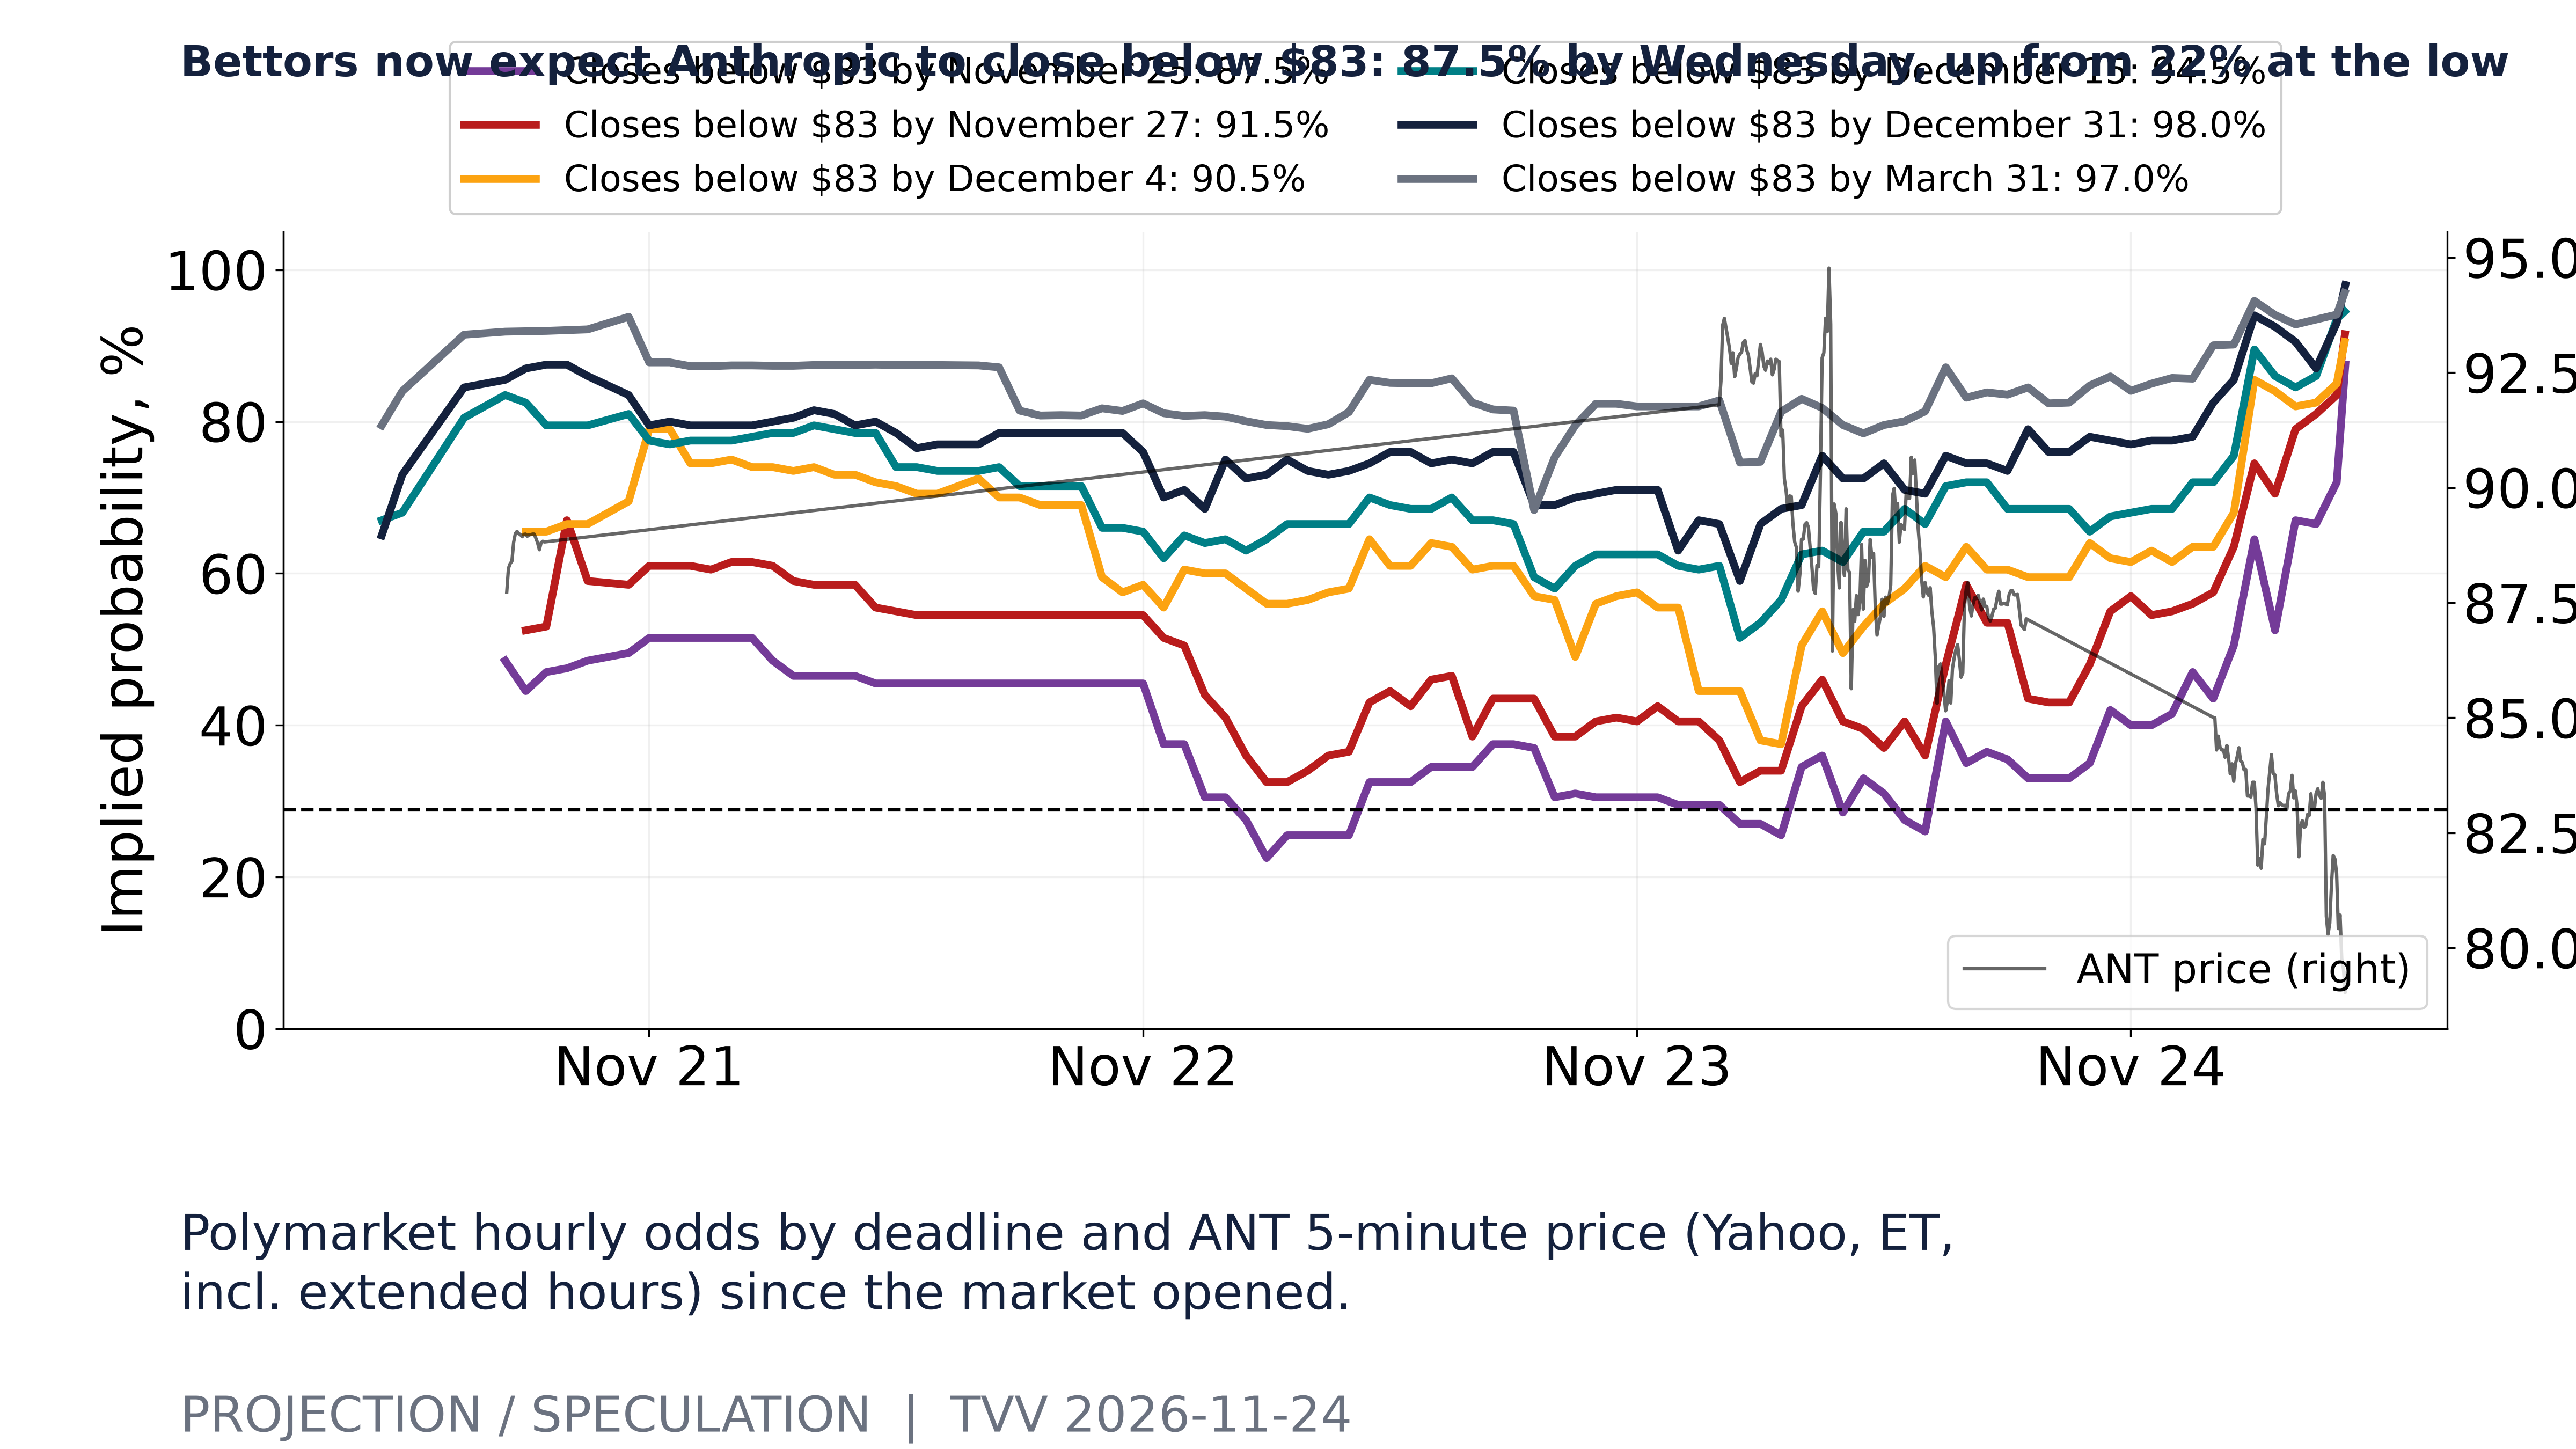 Bettors now expect Anthropic to close below $83: 87.5% by Wednesday, up from 22% at the low
Closes below $83 by November 25: 87.5%
Closes below $83 by November 27: 91.5%
Closes below $83 by December 4: 90.5%
Closes below $83 by December 15: 94.5%
Closes below $83 by December 31: 98.0%
Closes below $83 by March 31: 97.0%
Implied probability, %
100
80
60
40
20
0
95.0
92.5
90.0
87.5
85.0
82.5
80.0
ANT price (right)
Nov 21
Nov 22
Nov 23
Nov 24
Polymarket hourly odds by deadline and ANT 5-minute price (Yahoo, ET,
incl. extended hours) since the market opened.
PROJECTION / SPECULATION | TVV 2026-11-24